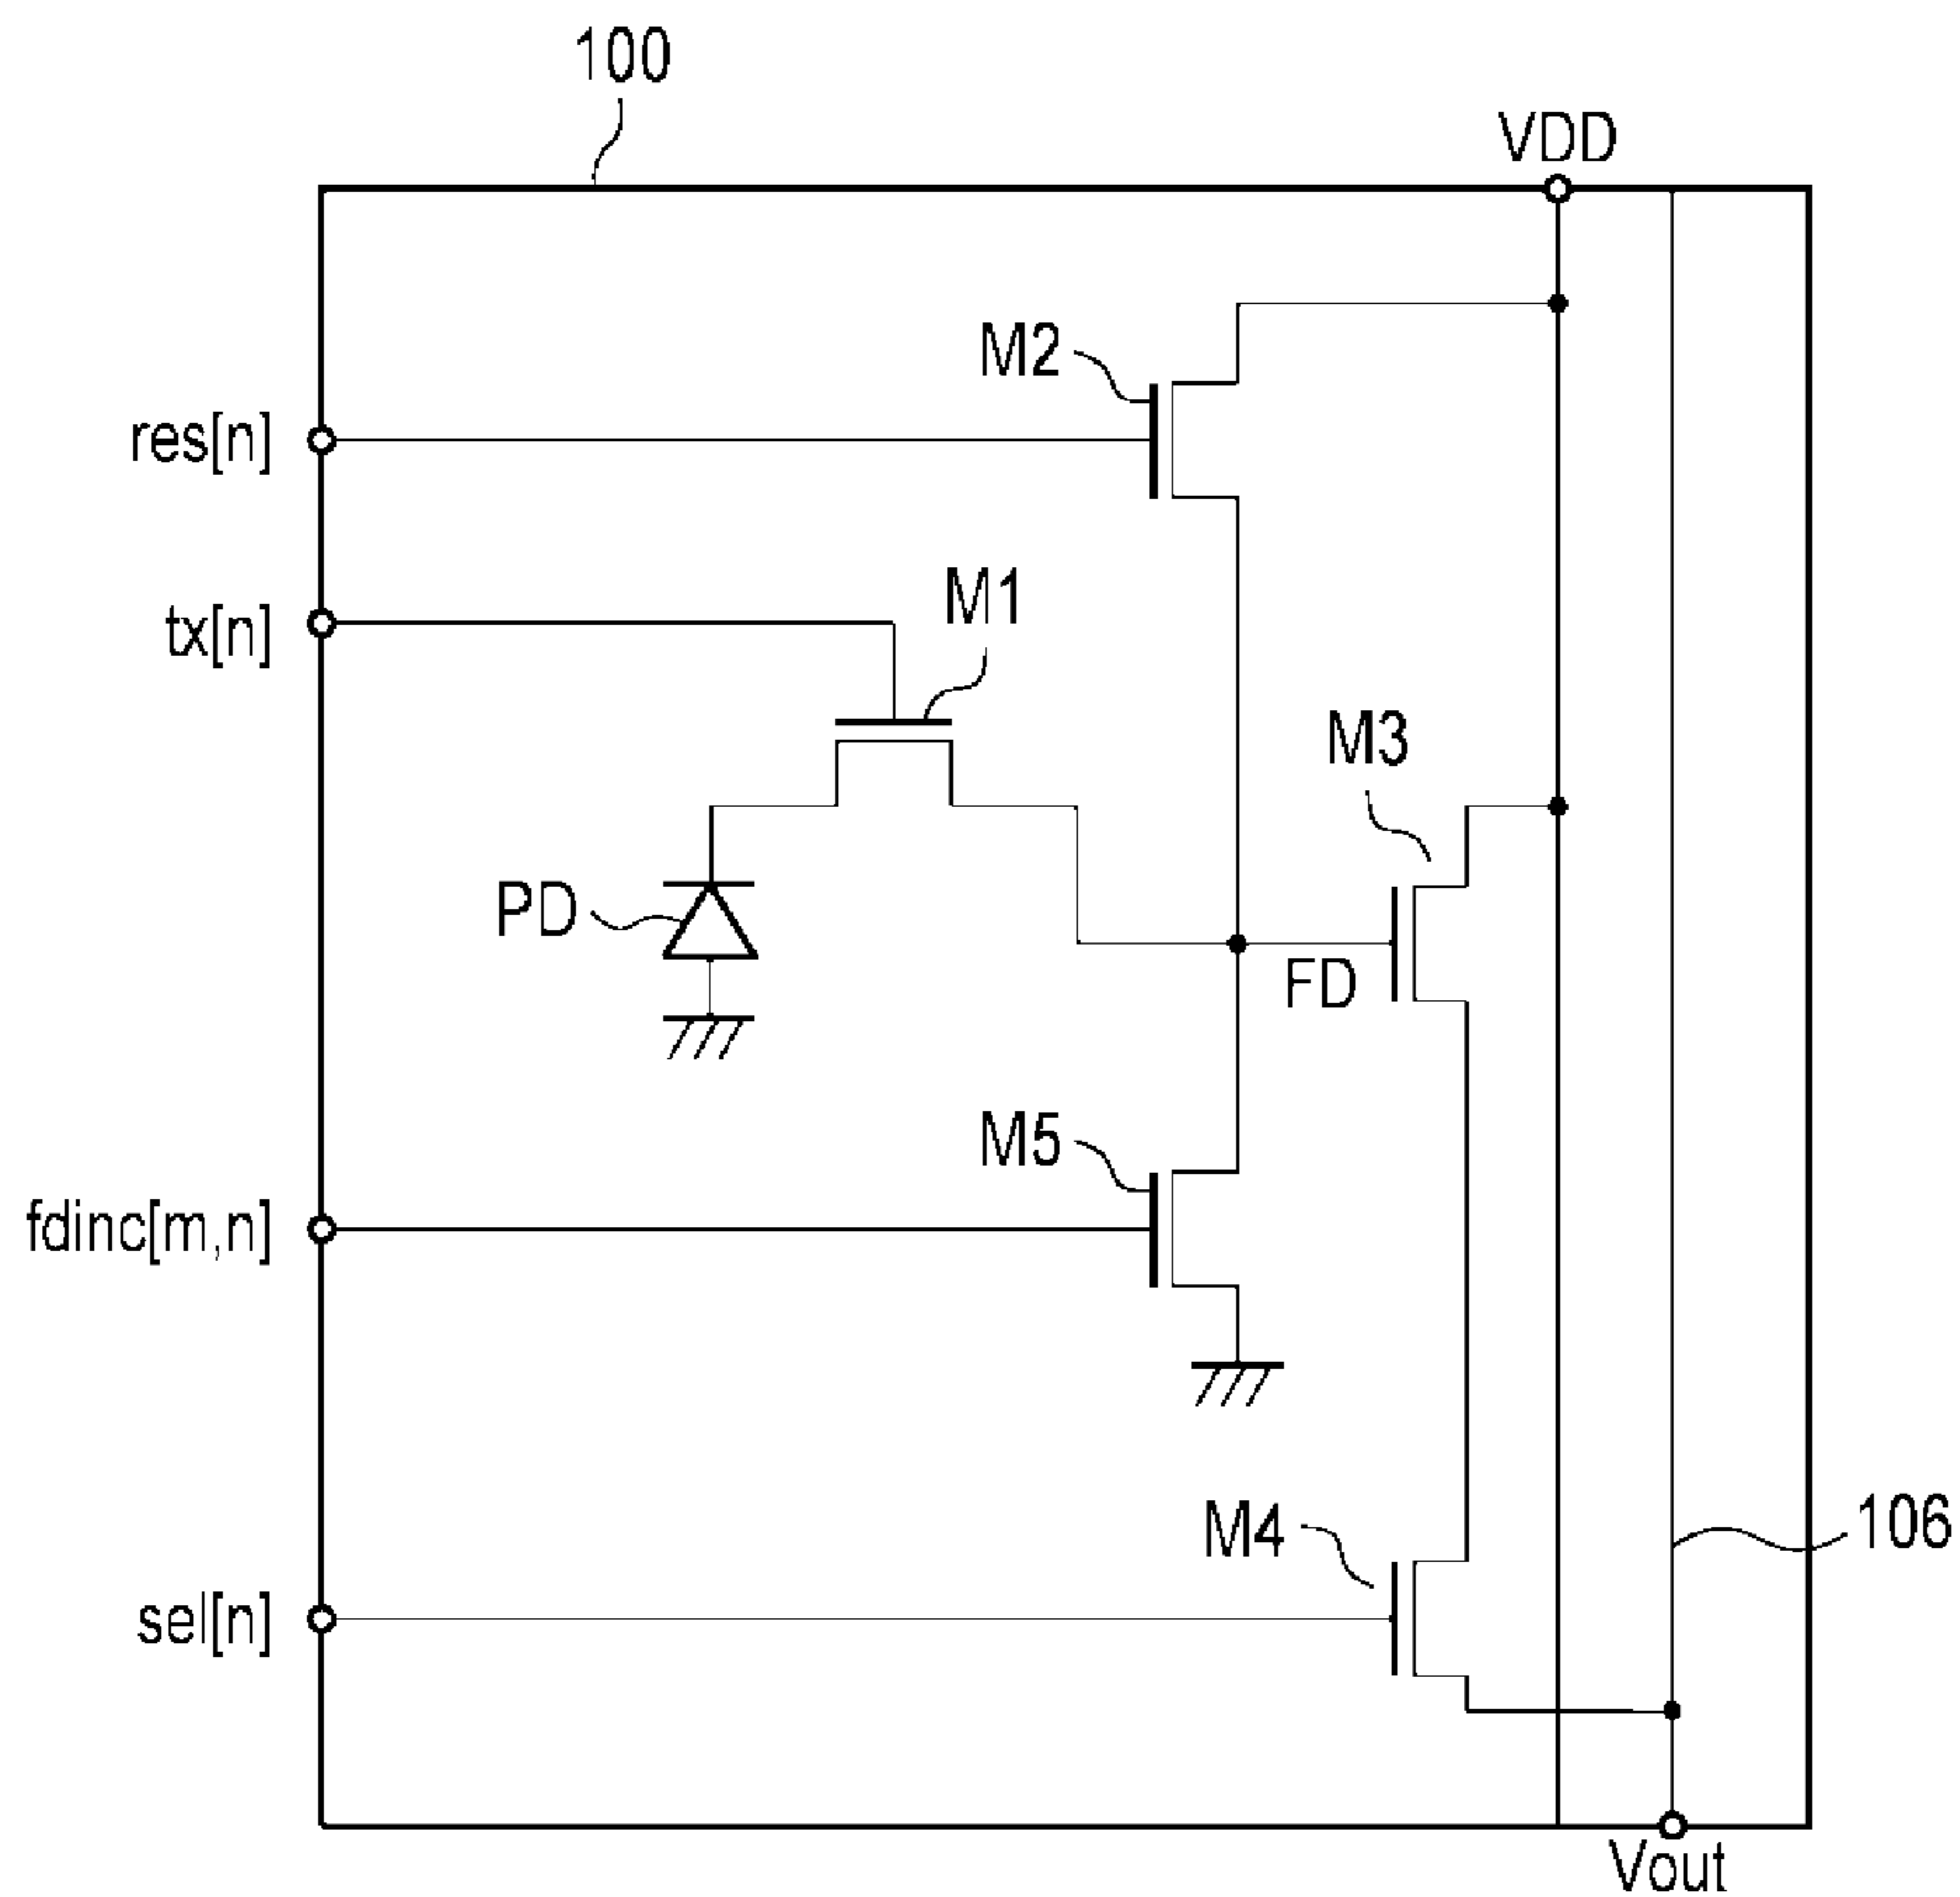 100
VDD
M2
res[n]
M1
tx[n]
M3
PD
FD
M5
fdinc[m,n]
M4
106
sel[n]
Vout